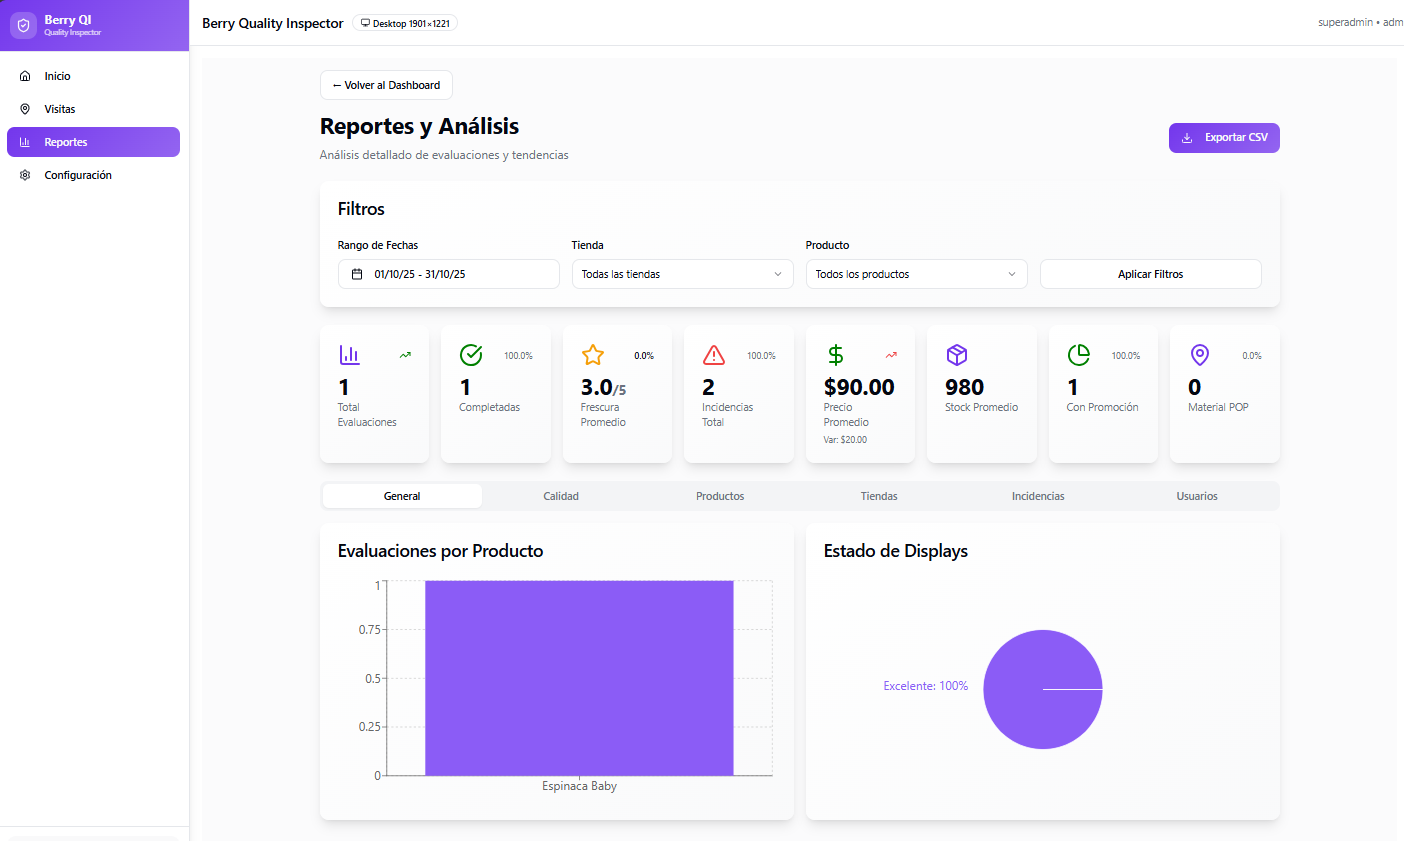 Berry QI
Quality Inspector
Inicio
Visitas
Reportes
Configuración
Berry Quality Inspector
Desktop 1901×1221
superadmin • adm
← Volver al Dashboard
Reportes y Análisis
Análisis detallado de evaluaciones y tendencias
Exportar CSV
Filtros
Rango de Fechas
01/10/25 - 31/10/25
Tienda
Todas las tiendas
Producto
Todos los productos
Aplicar Filtros
1
Total
Evaluaciones
100.0%
1
Completadas
0.0%
3.0/5
Frescura
Promedio
100.0%
2
Incidencias
Total
$90.00
Precio
Promedio
Var: $20.00
980
Stock Promedio
100.0%
1
Con Promoción
0.0%
0
Material POP
General
Calidad
Productos
Tiendas
Incidencias
Usuarios
Evaluaciones por Producto
1
0.75
0.5
0.25
0
Espinaca Baby
Estado de Displays
Excelente: 100%